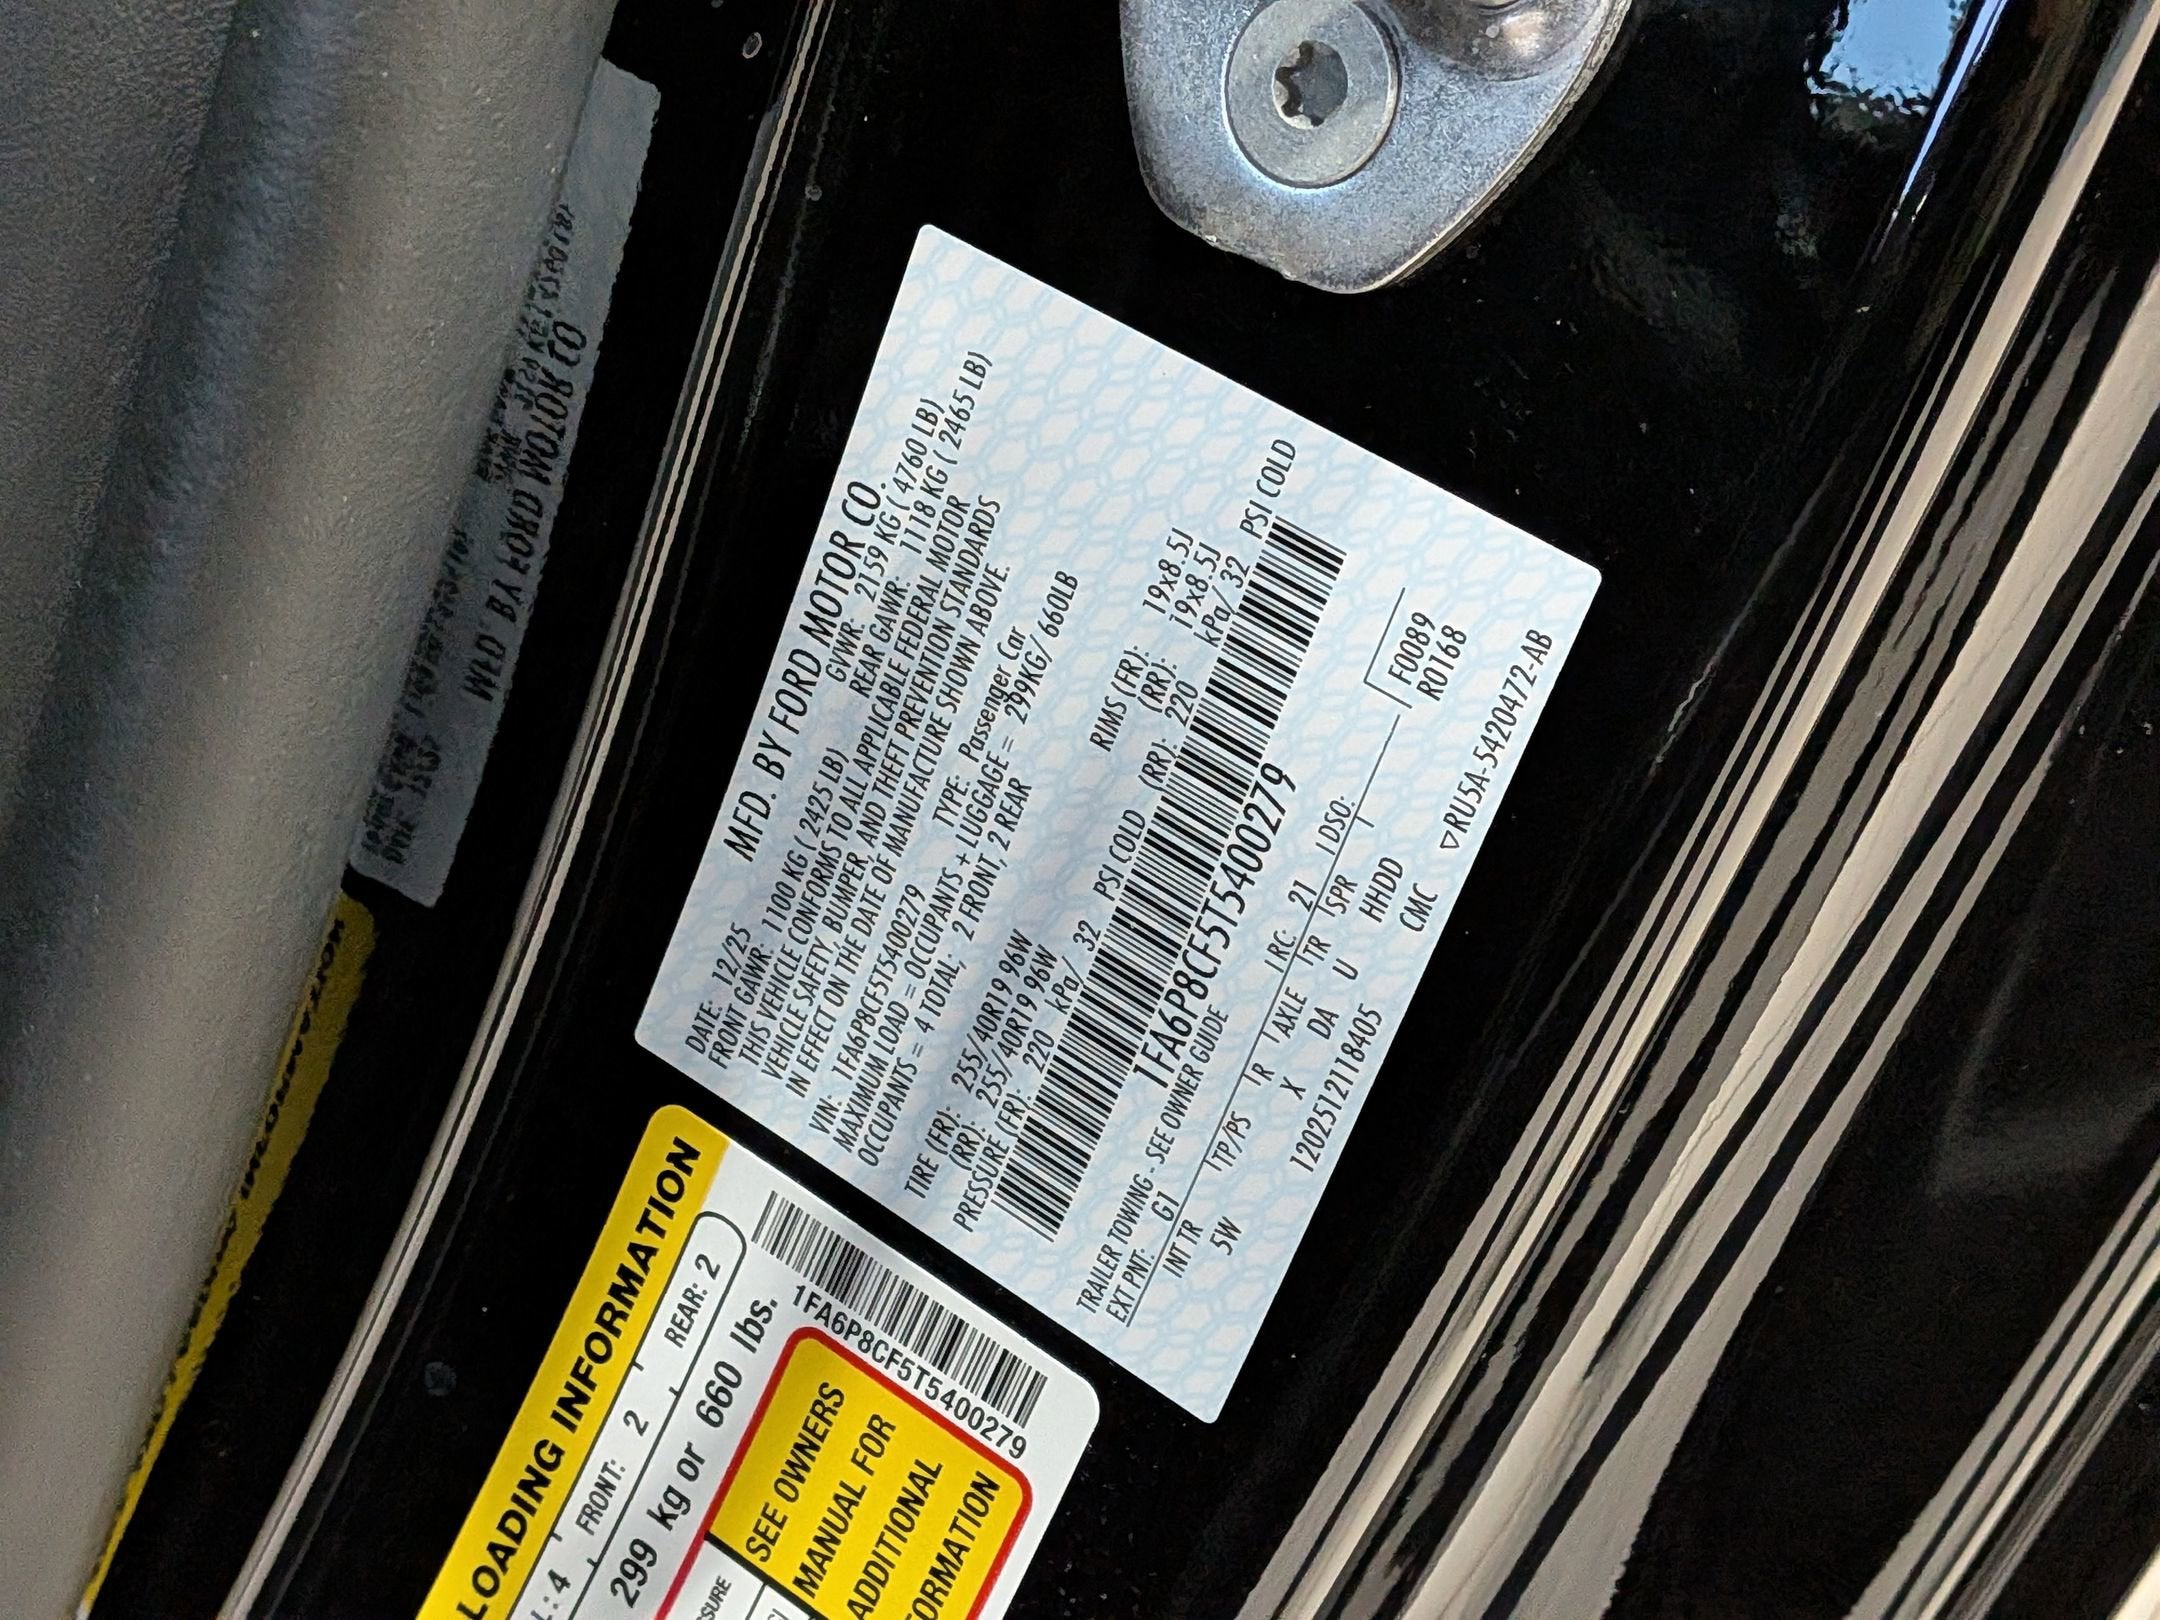 MFD. BY FORD MOTOR CO.
DATE: 12/25 GVWR: 2159 KG ( 4760 LB)
FRONT GAWR: 1100 KG ( 2425 LB) REAR GAWR: 1118 KG ( 2465 LB)
THIS VEHICLE CONFORMS TO ALL APPLICABLE FEDERAL MOTOR
VEHICLE SAFETY, BUMPER, AND THEFT PREVENTION STANDARDS
IN EFFECT ON THE DATE OF MANUFACTURE SHOWN ABOVE.
VIN: 1FA6P8CF5T5400279 TYPE: Passenger Car
MAXIMUM LOAD = OCCUPANTS + LUGGAGE = 299KG/ 660LB
OCCUPANTS = 4 TOTAL, 2 FRONT, 2 REAR
TIRE (FR): 255/40R19 96W RIMS (FR): 19x8.5J
(RR): 255/40R19 96W (RR): 19x8.5J
PRESSURE (FR): 220 kPa/ 32 PSI COLD (RR): 220 kPa/ 32 PSI COLD
1FA6P8CF5T5400279
TRAILER TOWING - SEE OWNER GUIDE
EXT PNT: G1 RC: 21 DSO:
INT TR TP/PS R AXLE TR SPR F0089
5W X DA U HHDD R0168
1202512118405 CMC
▽RU5A-5420472-AB
LOADING INFORMATION
L: 4 FRONT: 2 REAR: 2
299 kg or 660 lbs.
1FA6P8CF5T5400279
SSURE
SEE OWNERS
MANUAL FOR
ADDITIONAL
FORMATION